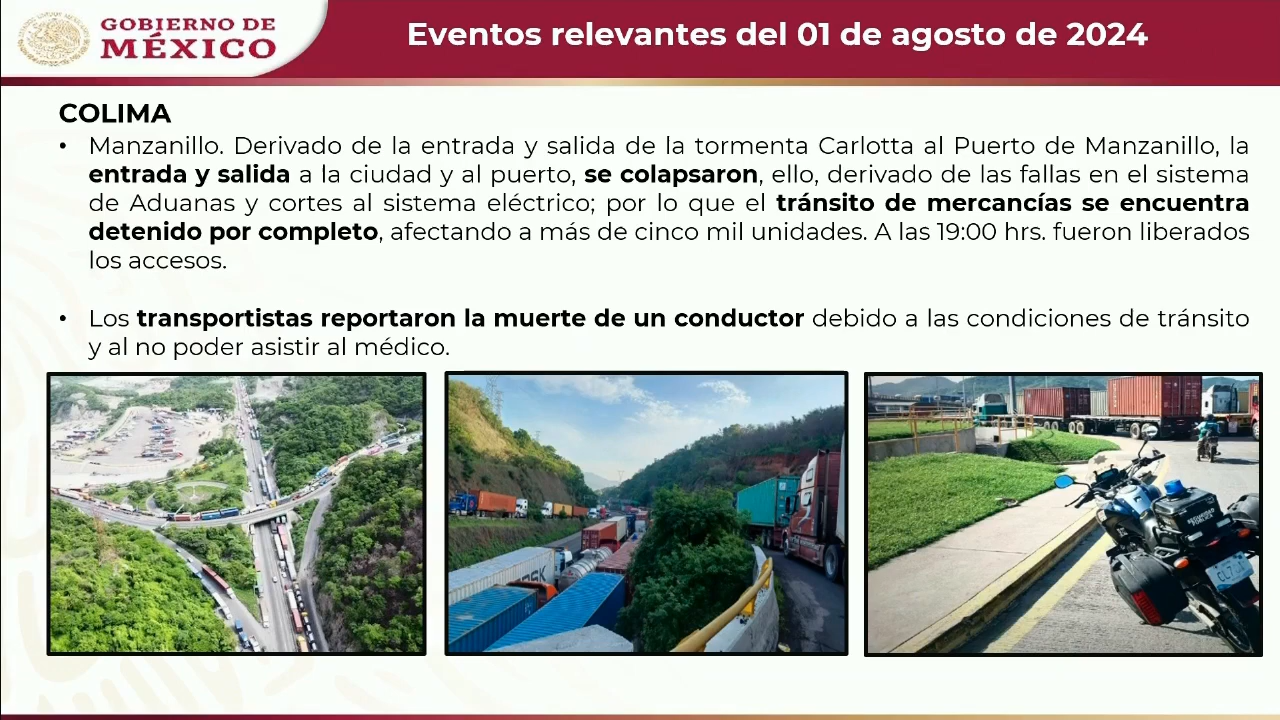 GOBIERNO DE
MÉXICO
Eventos relevantes del 01 de agosto de 2024
COLIMA
• Manzanillo. Derivado de la entrada y salida de la tormenta Carlotta al Puerto de Manzanillo, la
entrada y salida a la ciudad y al puerto, se colapsaron, ello, derivado de las fallas en el sistema
de Aduanas y cortes al sistema eléctrico; por lo que el tránsito de mercancías se encuentra
detenido por completo, afectando a más de cinco mil unidades. A las 19:00 hrs. fueron liberados
los accesos.
• Los transportistas reportaron la muerte de un conductor debido a las condiciones de tránsito
y al no poder asistir al médico.
SEGURIDAD
PÚBLICA